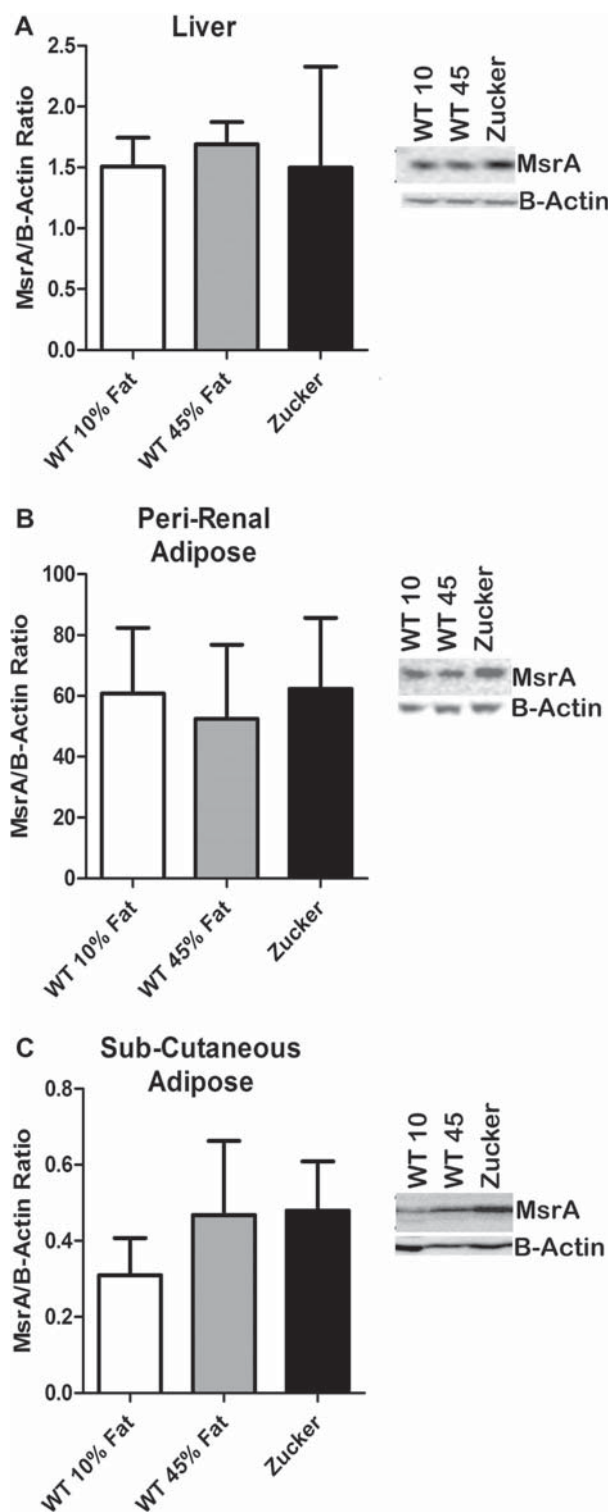 A
Liver
MsrA/B-Actin Ratio
2.5
2.0
1.5
1.0
0.5
0.0
WT 10% Fat
WT 45% Fat
Zucker
WT 10
WT 45
Zucker
MsrA
B-Actin
B
Peri-Renal
Adipose
MsrA/B-Actin Ratio
100
80
60
40
20
0
WT 10% Fat
WT 45% Fat
Zucker
WT 10
WT 45
Zucker
MsrA
B-Actin
C
Sub-Cutaneous
Adipose
MsrA/B-Actin Ratio
0.8
0.6
0.4
0.2
0.0
WT 10% Fat
WT 45% Fat
Zucker
WT 10
WT 45
Zucker
MsrA
B-Actin